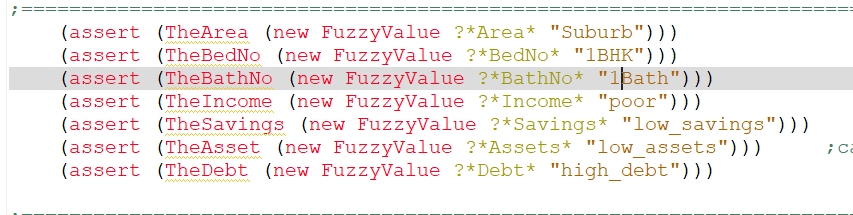 ;======================================================================
(assert (TheArea (new FuzzyValue ?*Area* "Suburb")))
(assert (TheBedNo (new FuzzyValue ?*BedNo* "1BHK")))
(assert (TheBathNo (new FuzzyValue ?*BathNo* "1Bath")))
(assert (TheIncome (new FuzzyValue ?*Income* "poor")))
(assert (TheSavings (new FuzzyValue ?*Savings* "low_savings")))
(assert (TheAsset (new FuzzyValue ?*Assets* "low_assets"))) ;ca
(assert (TheDebt (new FuzzyValue ?*Debt* "high_debt")))
;======================================================================